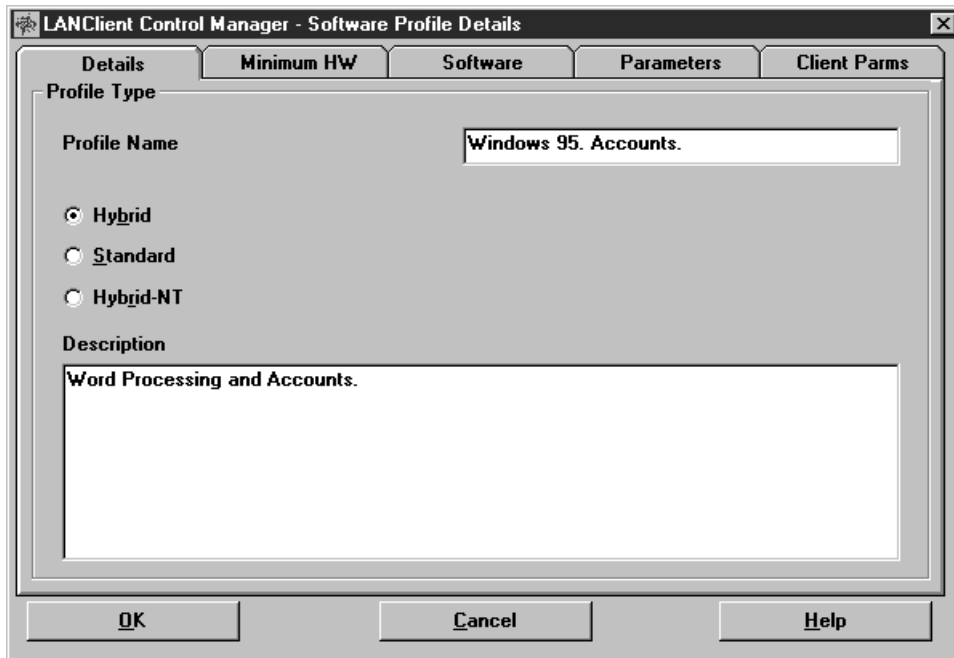 LANClient Control Manager - Software Profile Details
Details Minimum HW Software Parameters Client Parms
Profile Type
Profile Name Windows 95. Accounts.
Hybrid
Standard
Hybrid-NT
Description
Word Processing and Accounts.
OK Cancel Help